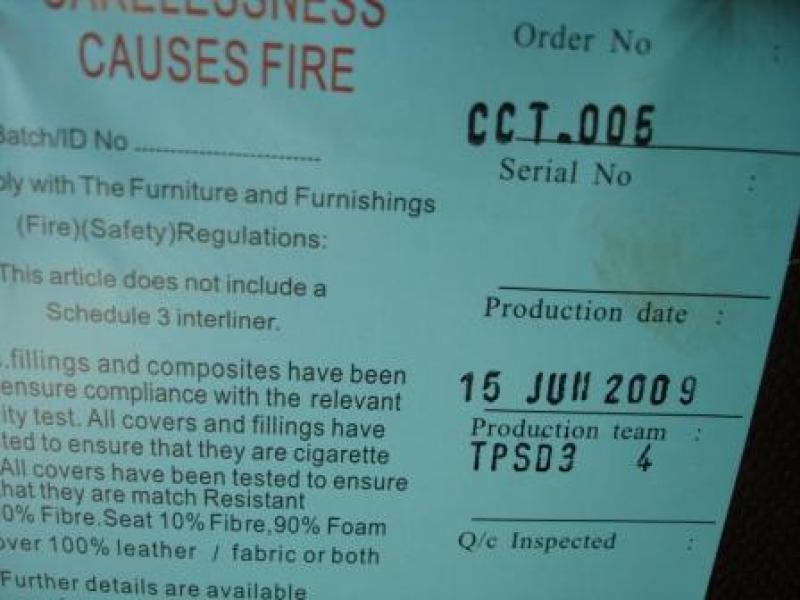 CARELESSNESS
CAUSES FIRE
Batch/ID No ..............................
ply with The Furniture and Furnishings
(Fire)(Safety)Regulations:
This article does not include a
Schedule 3 interliner.
.fillings and composites have been
ensure compliance with the relevant
ity test. All covers and fillings have
ted to ensure that they are cigarette
All covers have been tested to ensure
hat they are match Resistant
0% Fibre.Seat 10% Fibre,90% Foam
over 100% leather / fabric or both
Further details are available
Order No :
CCT.005
Serial No :
Production date :
15 JUN 2009
Production team :
TPSD3 4
Q/c Inspected :